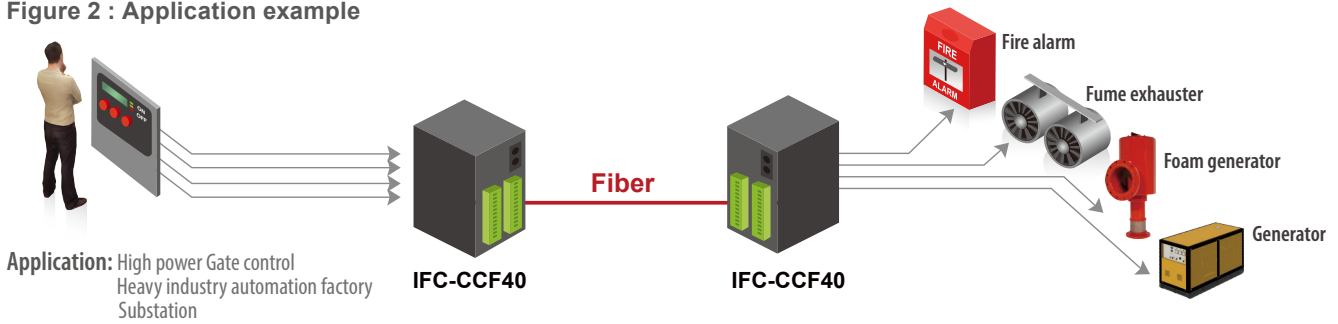 Figure 2 : Application example
FIRE
ALARM
Fire alarm
Fume exhauster
ON
OFF
Fiber
Foam generator
Generator
IFC-CCF40
IFC-CCF40
Application: High power Gate control
Heavy industry automation factory
Substation